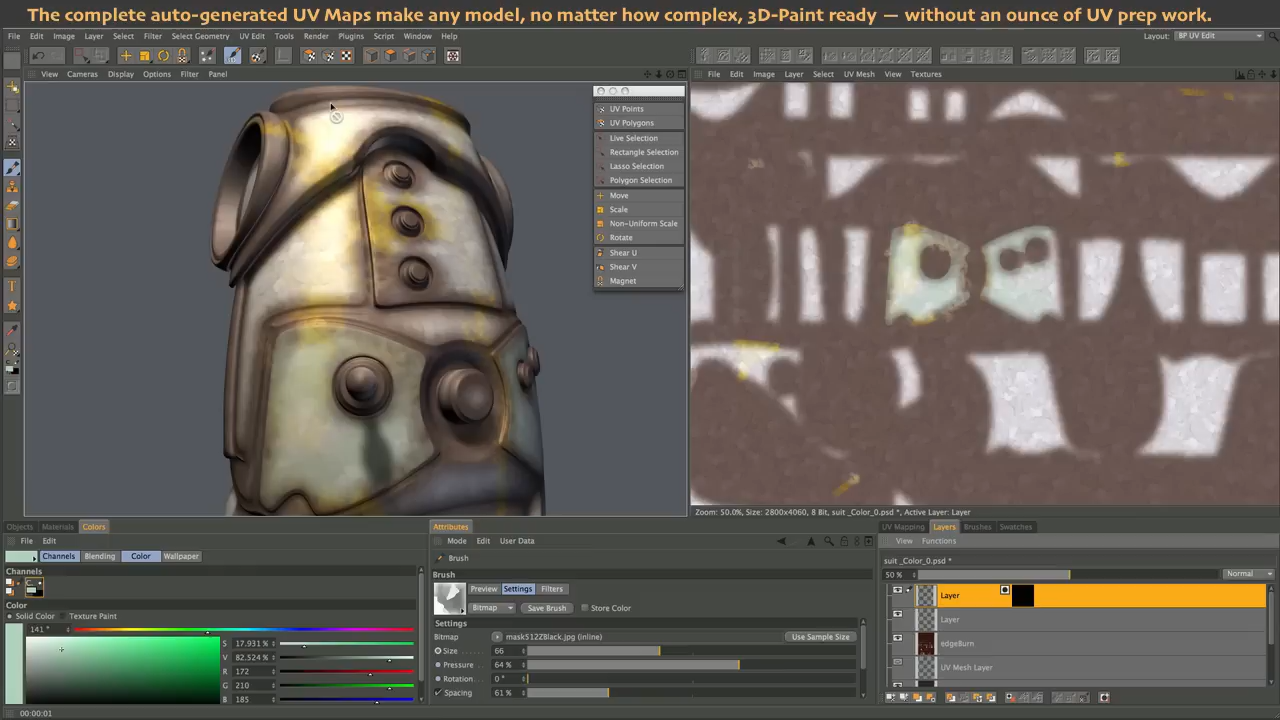 The complete auto-generated UV Maps make any model, no matter how complex, 3D-Paint ready — without an ounce of UV prep work.
File Edit Image Layer Select Filter Select Geometry UV Edit Tools Render Plugins Script Window Help Layout: BP UV Edit
View Cameras Display Options Filter Panel
File Edit Image Layer Select UV Mesh View Textures
UV Points
UV Polygons
Live Selection
Rectangle Selection
Lasso Selection
Polygon Selection
Move
Scale
Non-Uniform Scale
Rotate
Shear U
Shear V
Magnet
Zoom: 50.0%, Size: 2800x4060, 8 Bit, suit _Color_0.psd *, Active Layer: Layer
Objects Materials Colors
File Edit
Channels Blending Color Wallpaper
Channels
C..
Color
Solid Color Texture Paint
141 °
S 17.931 %
V 82.524 %
R 172
G 210
B 185
00:00:01
Attributes
Mode Edit User Data
Brush
Brush
Preview Settings Filters
Bitmap Save Brush Store Color
Settings
Bitmap mask512ZBlack.jpg (inline) Use Sample Size
Size 66
Pressure 64 %
Rotation 0 °
Spacing 61 %
UV Mapping Layers Brushes Swatches
View Functions
suit _Color_0.psd *
50 % Normal
Layer
Layer
edgeBurn
UV Mesh Layer